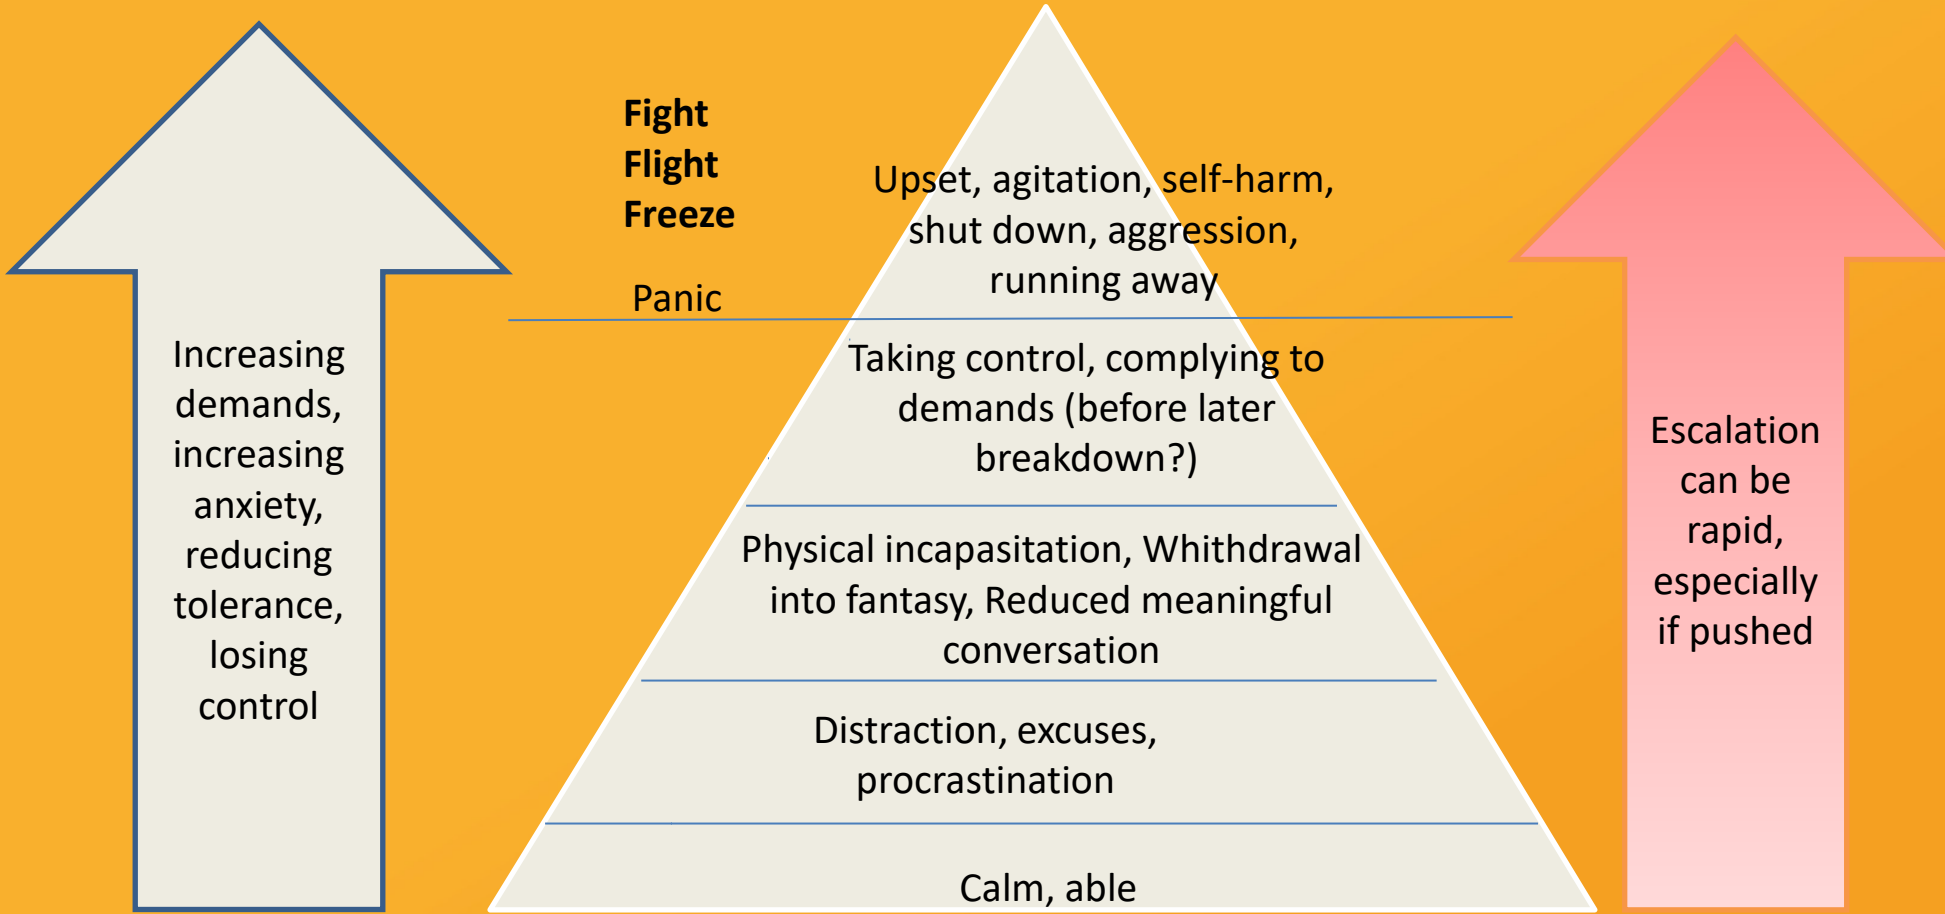 Increasing
demands,
increasing
anxiety,
reducing
tolerance,
losing
control
Fight
Flight
Freeze
Panic
Upset, agitation, self-harm,
shut down, aggression,
running away
Taking control, complying to
demands (before later
breakdown?)
Physical incapasitation, Whithdrawal
into fantasy, Reduced meaningful
conversation
Distraction, excuses,
procrastination
Calm, able
Escalation
can be
rapid,
especially
if pushed